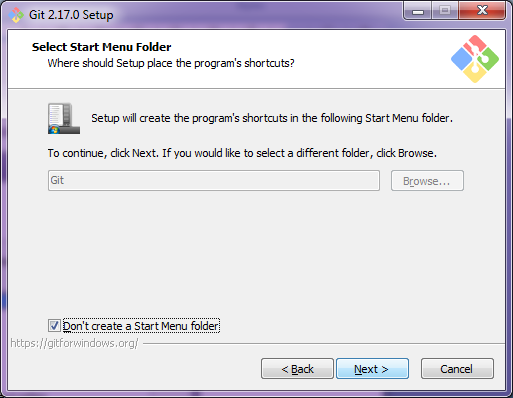 Git 2.17.0 Setup
Select Start Menu Folder
Where should Setup place the program's shortcuts?
Setup will create the program's shortcuts in the following Start Menu folder.
To continue, click Next. If you would like to select a different folder, click Browse.
Git
Browse...
Don't create a Start Menu folder
https://gitforwindows.org/
< Back
Next >
Cancel